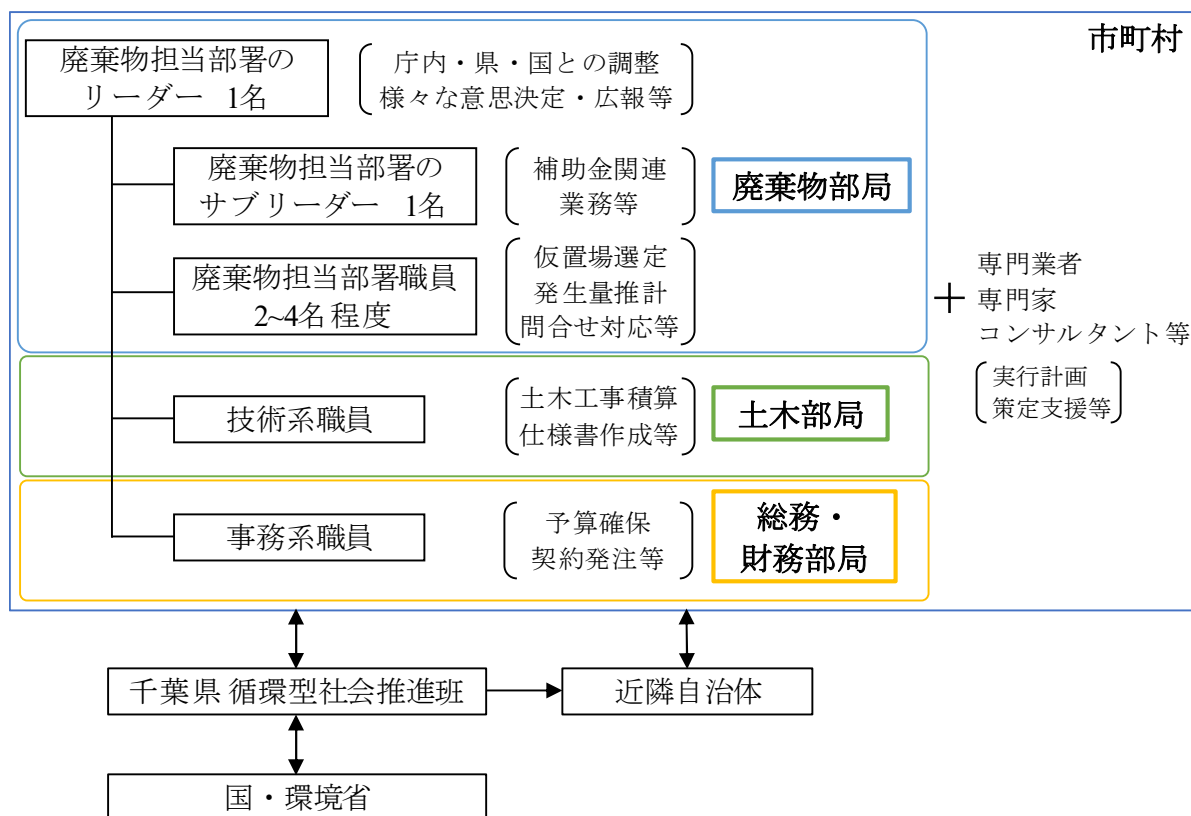 市町村
廃棄物担当部署の
リーダー 1名
庁内・県・国との調整
様々な意思決定・広報等
廃棄物担当部署の
サブリーダー 1名
補助金関連
業務等
廃棄物部局
廃棄物担当部署職員
2~4名程度
仮置場選定
発生量推計
問合せ対応等
＋
専門業者
専門家
コンサルタント等
実行計画
策定支援等
技術系職員
土木工事積算
仕様書作成等
土木部局
事務系職員
予算確保
契約発注等
総務・
財務部局
千葉県 循環型社会推進班
近隣自治体
国・環境省